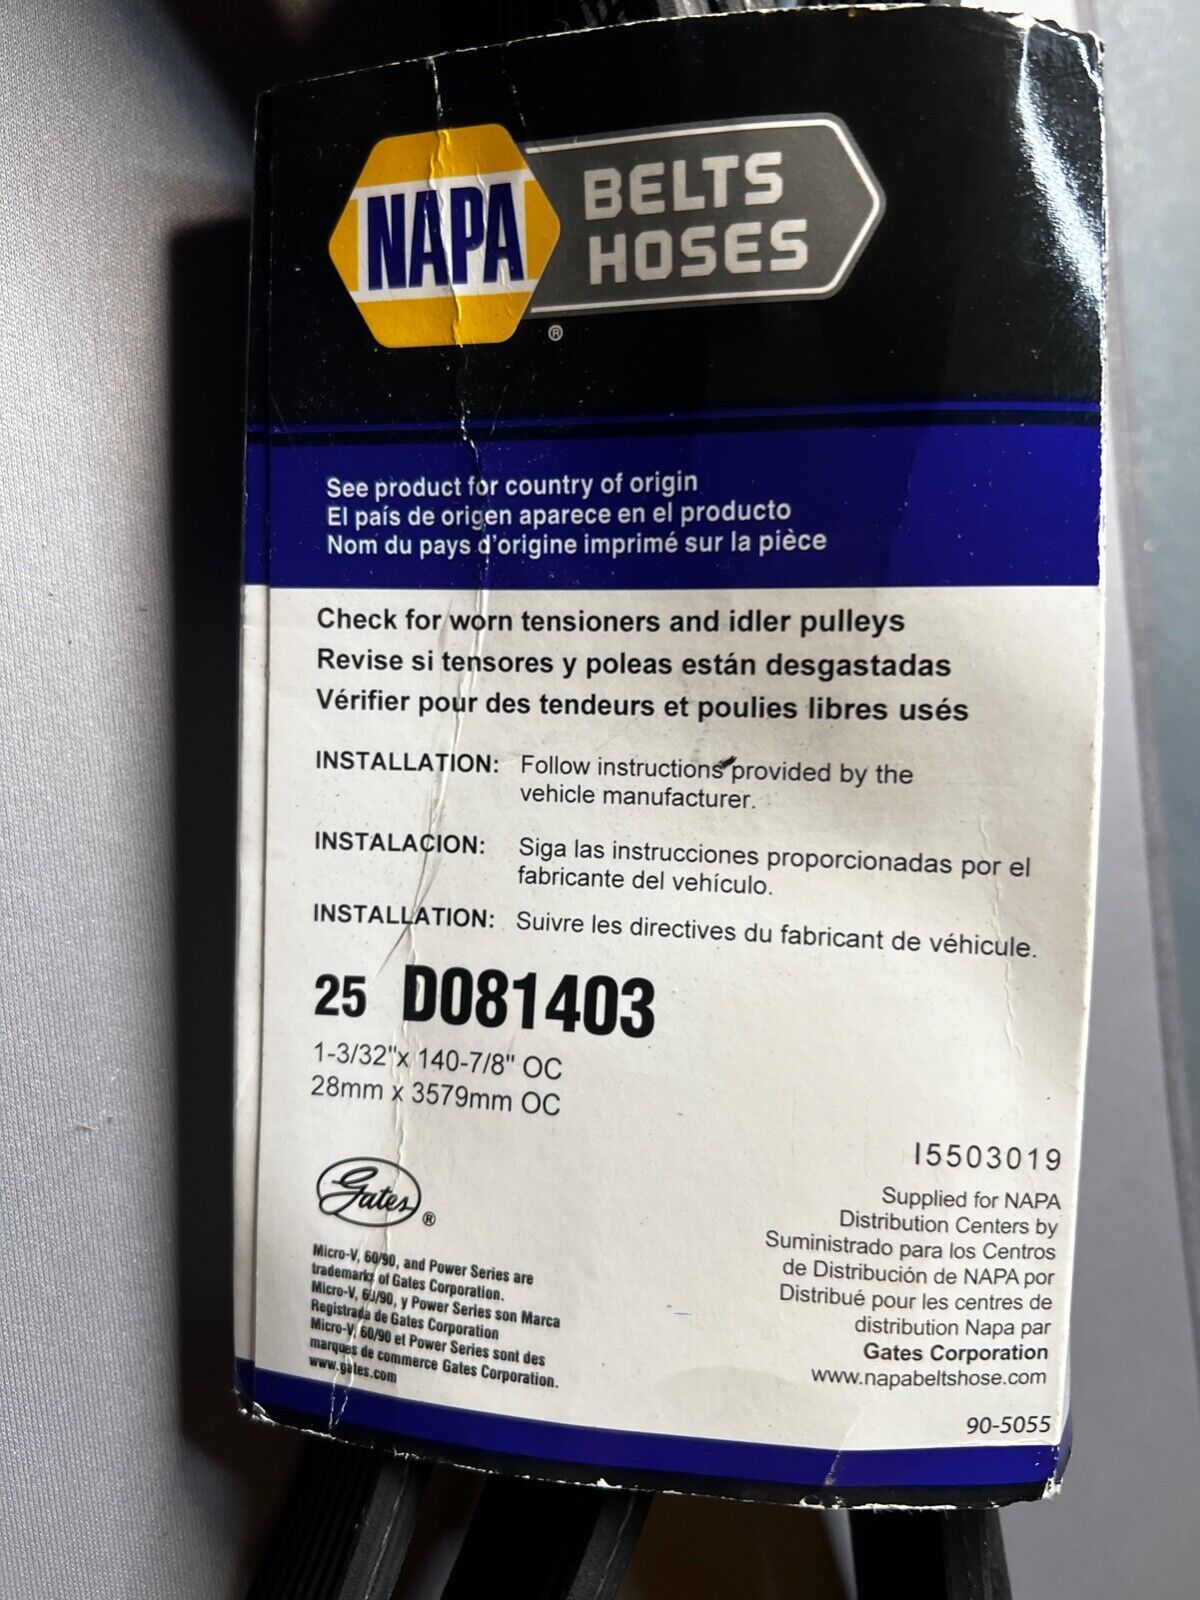 NAPA
BELTS
HOSES
®
See product for country of origin
El país de origen aparece en el producto
Nom du pays d'origine imprimé sur la pièce
Check for worn tensioners and idler pulleys
Revise si tensores y poleas están desgastadas
Vérifier pour des tendeurs et poulies libres usés
INSTALLATION: Follow instructions provided by the
vehicle manufacturer.
INSTALACION: Siga las instrucciones proporcionadas por el
fabricante del vehículo.
INSTALLATION: Suivre les directives du fabricant de véhicule.
25 D081403
1-3/32"x 140-7/8" OC
28mm x 3579mm OC
Gates®
Micro-V, 60/90, and Power Series are
trademarks of Gates Corporation.
Micro-V, 60/90, y Power Series son Marca
Registrada de Gates Corporation
Micro-V, 60/90 et Power Series sont des
marques de commerce Gates Corporation.
www.gates.com
I5503019
Supplied for NAPA
Distribution Centers by
Suministrado para los Centros
de Distribución de NAPA por
Distribué pour les centres de
distribution Napa par
Gates Corporation
www.napabeltshose.com
90-5055